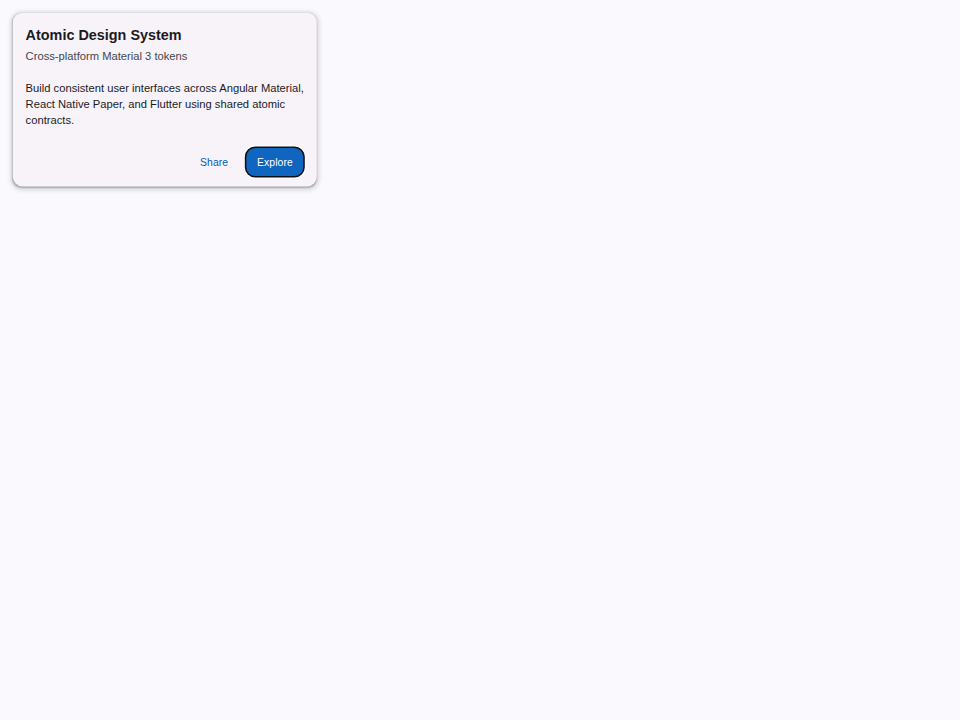 Atomic Design System
Cross-platform Material 3 tokens
Build consistent user interfaces across Angular Material,
React Native Paper, and Flutter using shared atomic
contracts.
Share Explore